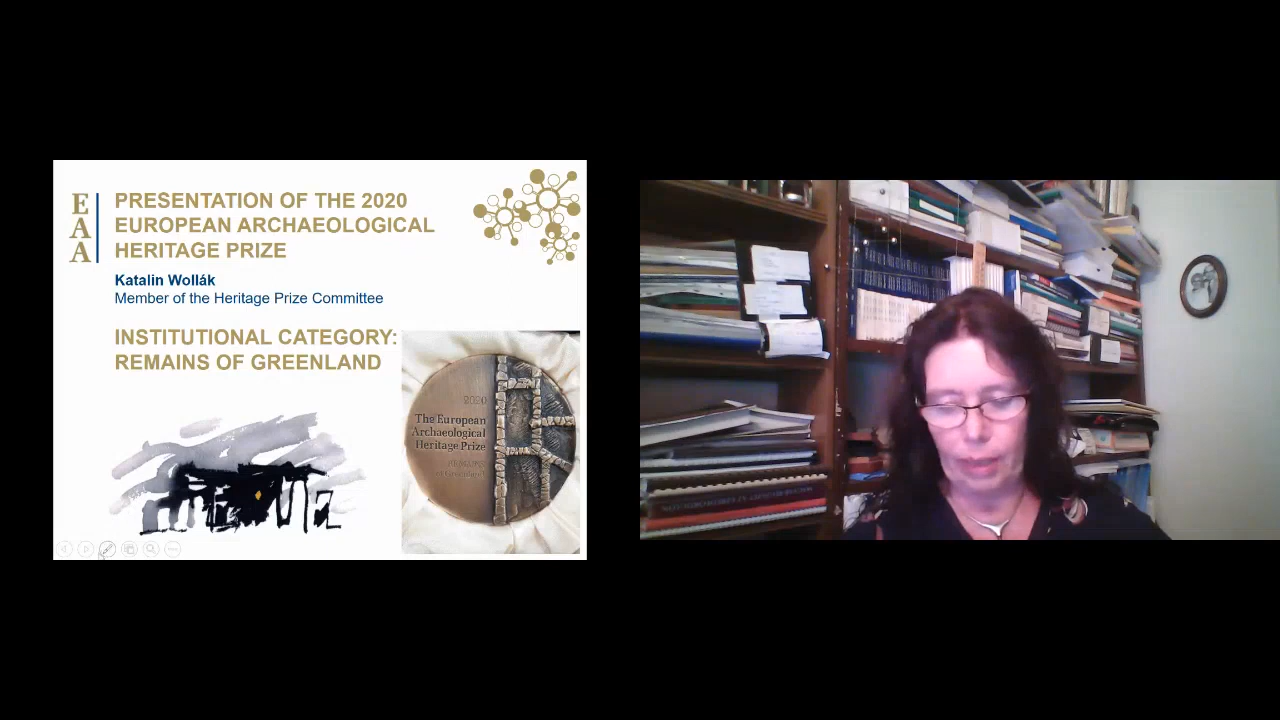 EAA
PRESENTATION OF THE 2020
EUROPEAN ARCHAEOLOGICAL
HERITAGE PRIZE
Katalin Wollák
Member of the Heritage Prize Committee
INSTITUTIONAL CATEGORY:
REMAINS OF GREENLAND
2020
The European
Archaeological
Heritage Prize